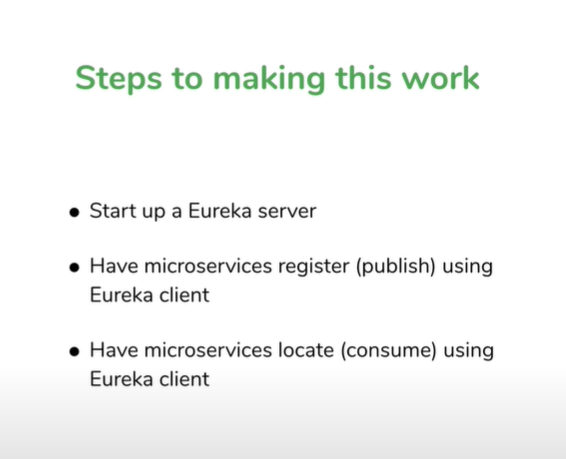 Steps to making this work
● Start up a Eureka server
● Have microservices register (publish) using
Eureka client
● Have microservices locate (consume) using
Eureka client